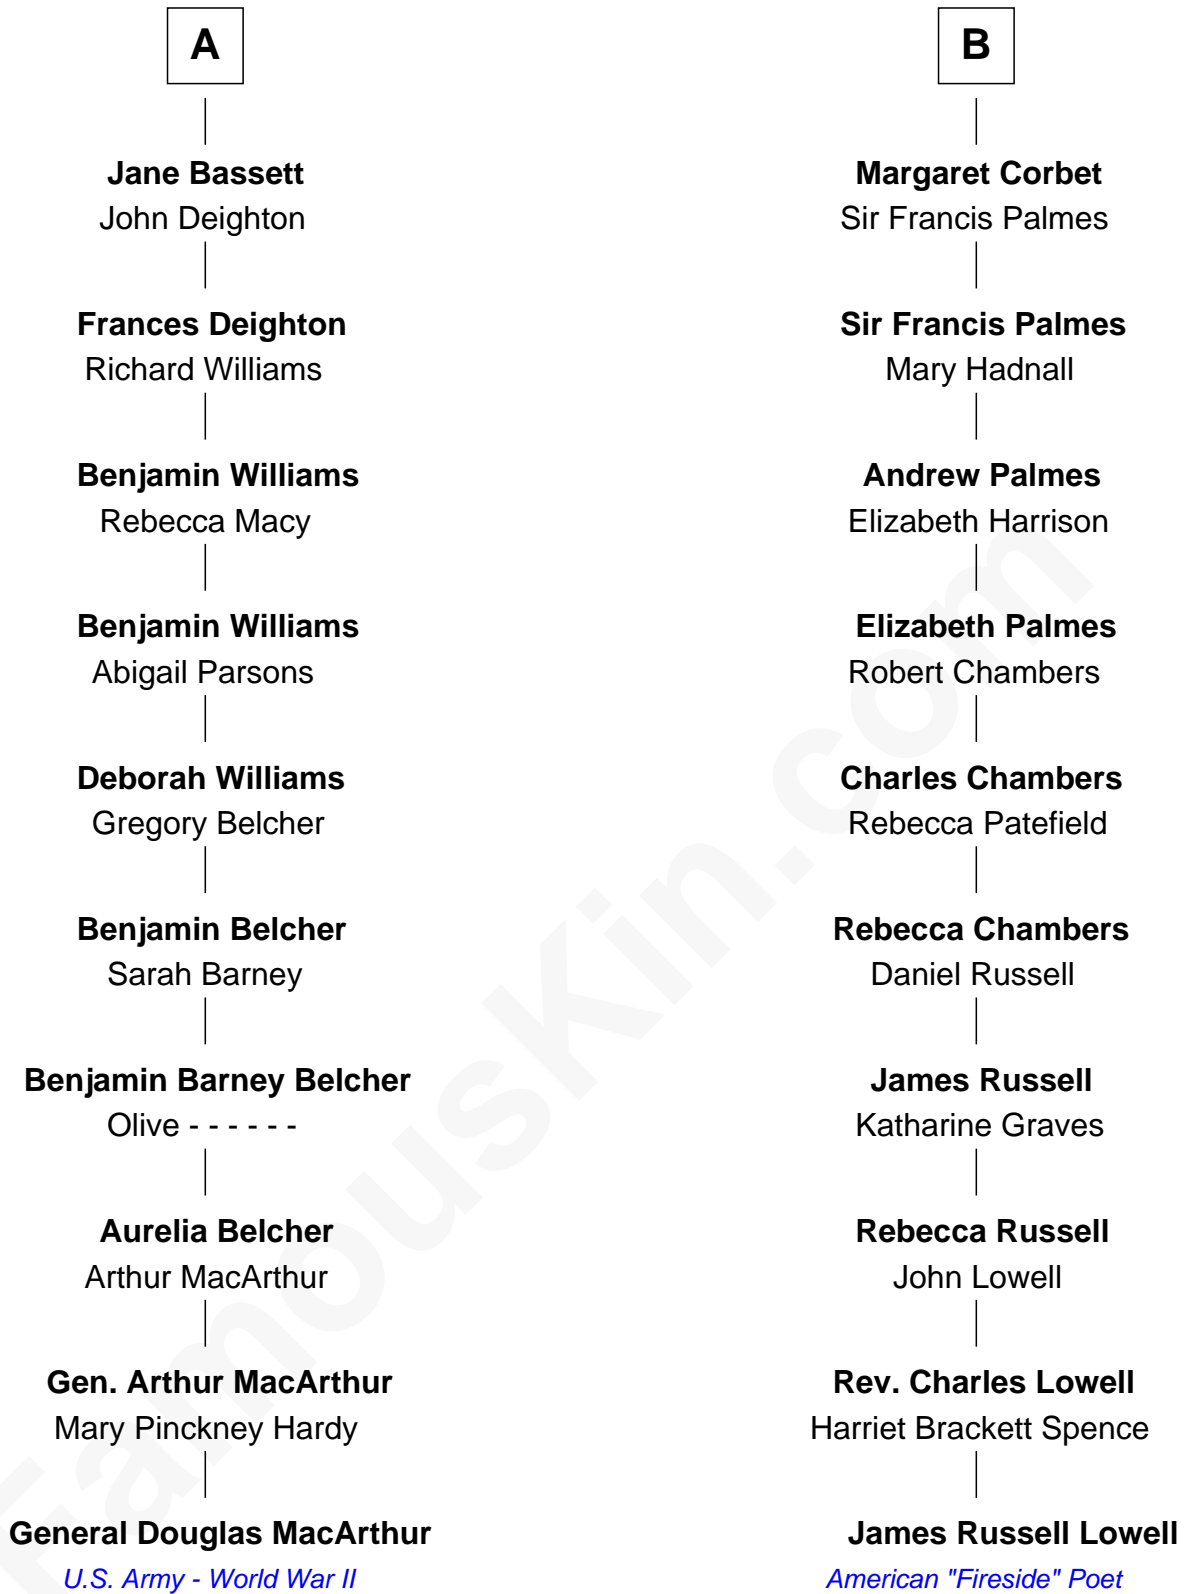 A
Jane Bassett
John Deighton
Frances Deighton
Richard Williams
Benjamin Williams
Rebecca Macy
Benjamin Williams
Abigail Parsons
Deborah Williams
Gregory Belcher
Benjamin Belcher
Sarah Barney
Benjamin Barney Belcher
Olive - - - - - -
Aurelia Belcher
Arthur MacArthur
Gen. Arthur MacArthur
Mary Pinckney Hardy
General Douglas MacArthur
U.S. Army - World War II
B
Margaret Corbet
Sir Francis Palmes
Sir Francis Palmes
Mary Hadnall
Andrew Palmes
Elizabeth Harrison
Elizabeth Palmes
Robert Chambers
Charles Chambers
Rebecca Patefield
Rebecca Chambers
Daniel Russell
James Russell
Katharine Graves
Rebecca Russell
John Lowell
Rev. Charles Lowell
Harriet Brackett Spence
James Russell Lowell
American "Fireside" Poet
FamousKin.com